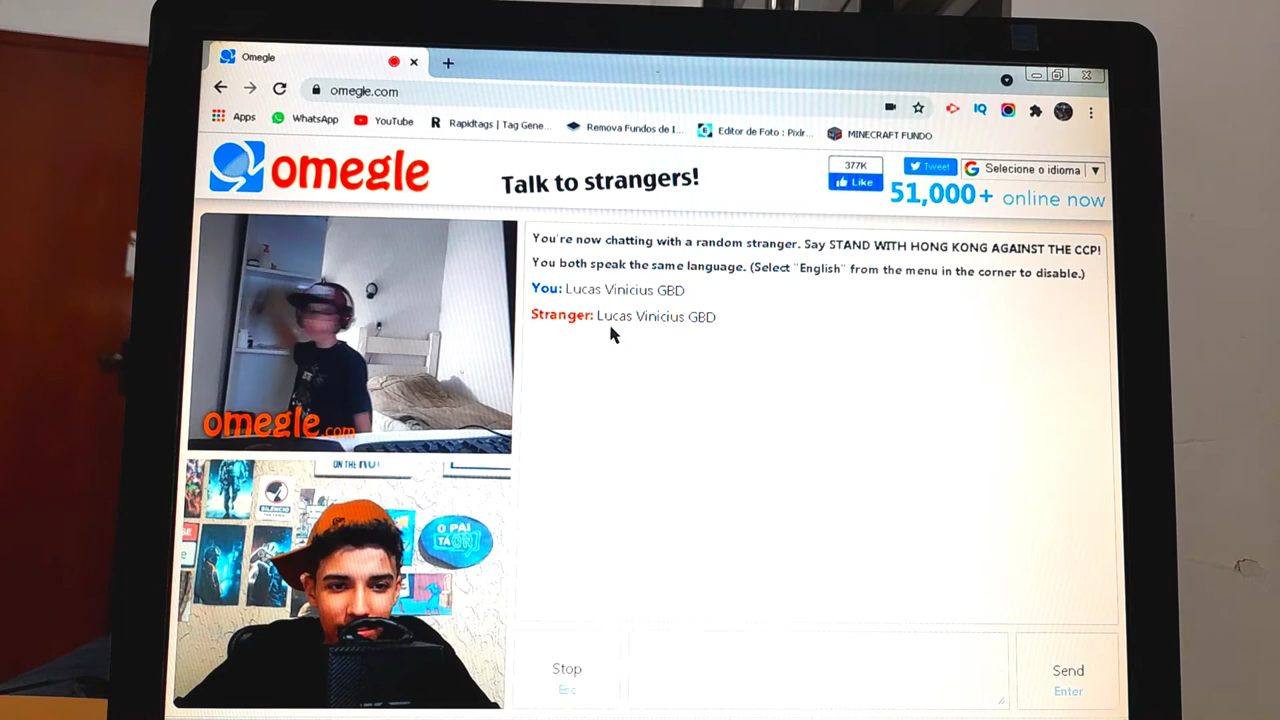 Omegle
omegle.com
Apps
WhatsApp
YouTube
Rapidtags | Tag Gene...
Remova Fundos de I...
Editor de Foto : Pixlr...
MINECRAFT FUNDO
omegle
Talk to strangers!
377K
Like
Tweet
Selecione o idioma
51,000+ online now
You're now chatting with a random stranger. Say STAND WITH HONG KONG AGAINST THE CCP!
You both speak the same language. (Select "English" from the menu in the corner to disable.)
You: Lucas Vinicius GBD
Stranger: Lucas Vinicius GBD
omegle.com
ON THE
SILÊNCIO
O PAI
TÁ ON
Stop
Esc
Send
Enter